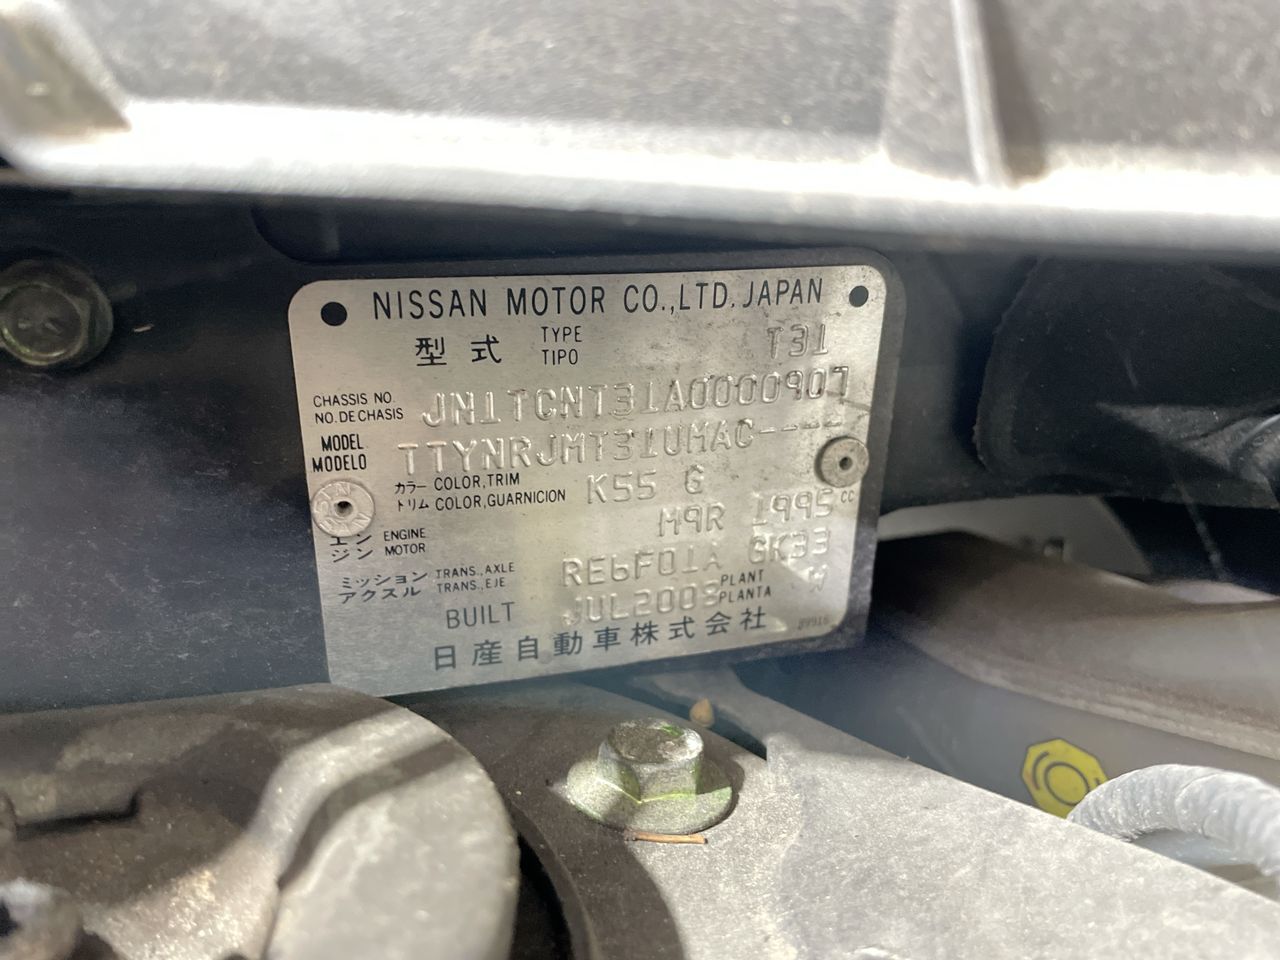 NISSAN MOTOR CO.,LTD. JAPAN
型式 TYPE TIPO T31
CHASSIS NO. NO. DE CHASIS JN1TCNT31A0000907
MODEL MODELO TTYNRJMT31UMAC----
カラー COLOR, TRIM
トリム COLOR, GUARNICION K55 G
エンジン ENGINE MOTOR M9R 1995 CC
ミッション TRANS., AXLE
アクスル TRANS., EJE RE6F01A GK33
BUILT JUL2008 PLANT PLANTA W
日産自動車株式会社